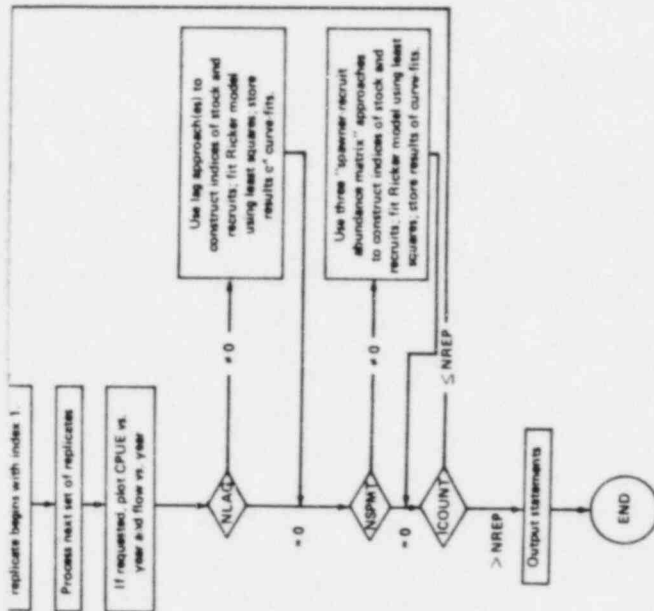 replicate begins with index 1.
Process next set of replicates
If requested, plot CPUE vs.
year and flow vs. year
NLAG
≠ 0
Use lag approach(es) to
construct indices of stock and
recruits; fit Ricker model
using least squares, store
results c" curve-fits.
= 0
NSPMT
≠ 0
Use three "spawner recruit
abundance matrix" approaches
to construct indices of stock and
recruits, fit Ricker model using least
squares, store results of curve-fits.
= 0
ICOUNT
≤ NREP
> NREP
Output statements
END